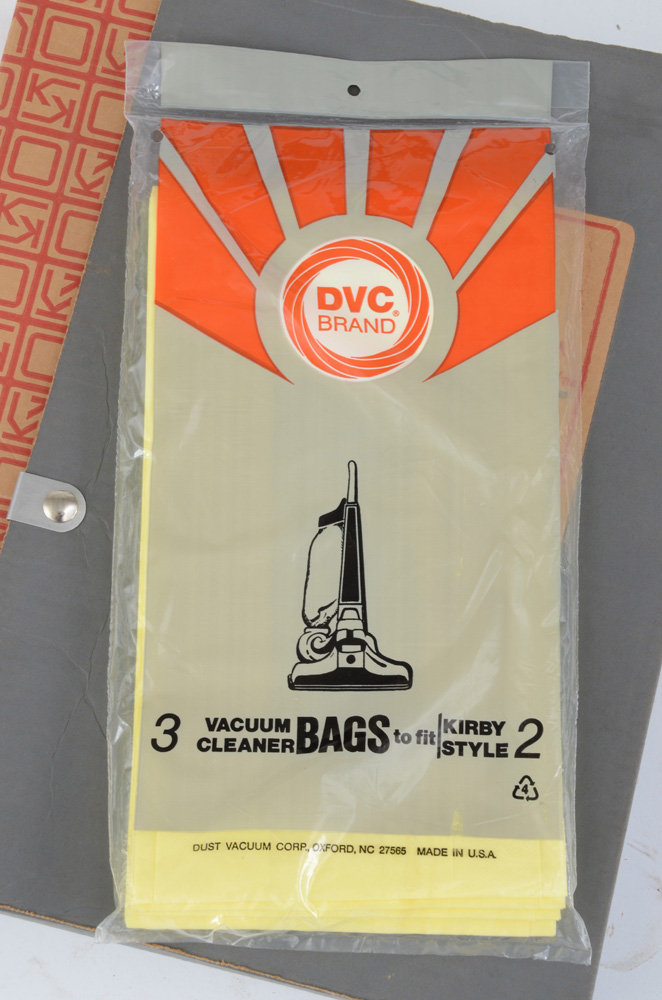 DVC®
BRAND
3 VACUUM CLEANER BAGS to fit KIRBY STYLE 2
4
DUST VACUUM CORP., OXFORD, NC 27565 MADE IN U.S.A.